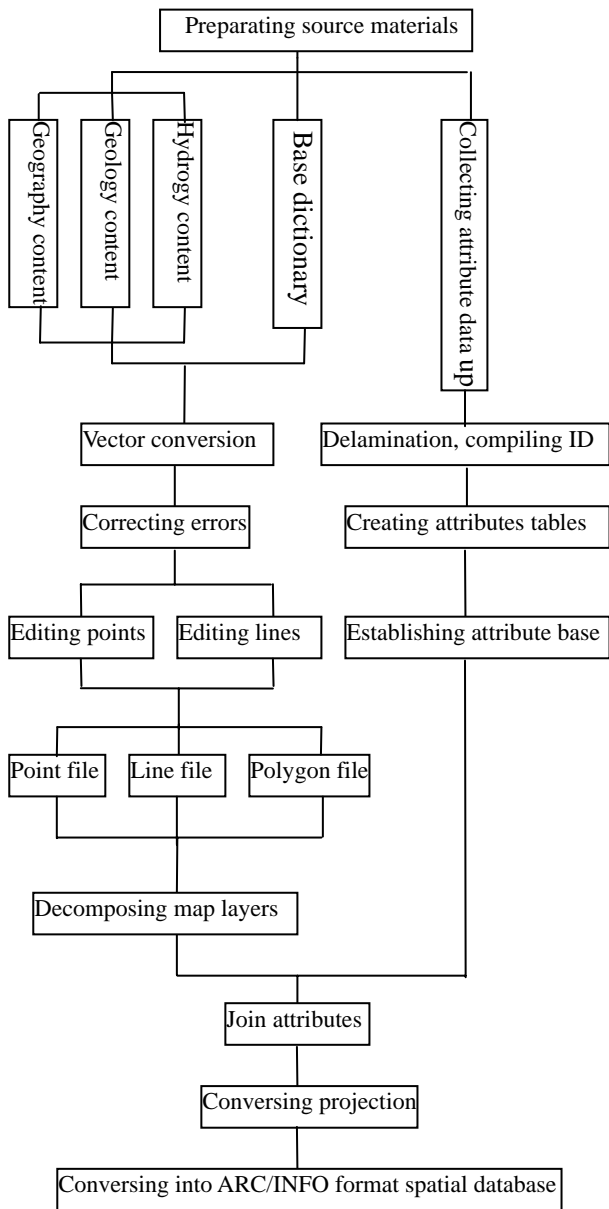 Preparating source materials
Geography content
Geology content
Hydrogy content
Base dictionary
Collecting attribute data up
Vector conversion
Delamination, compiling ID
Correcting errors
Creating attributes tables
Editing points
Editing lines
Establishing attribute base
Point file
Line file
Polygon file
Decomposing map layers
Join attributes
Conversing projection
Conversing into ARC/INFO format spatial database